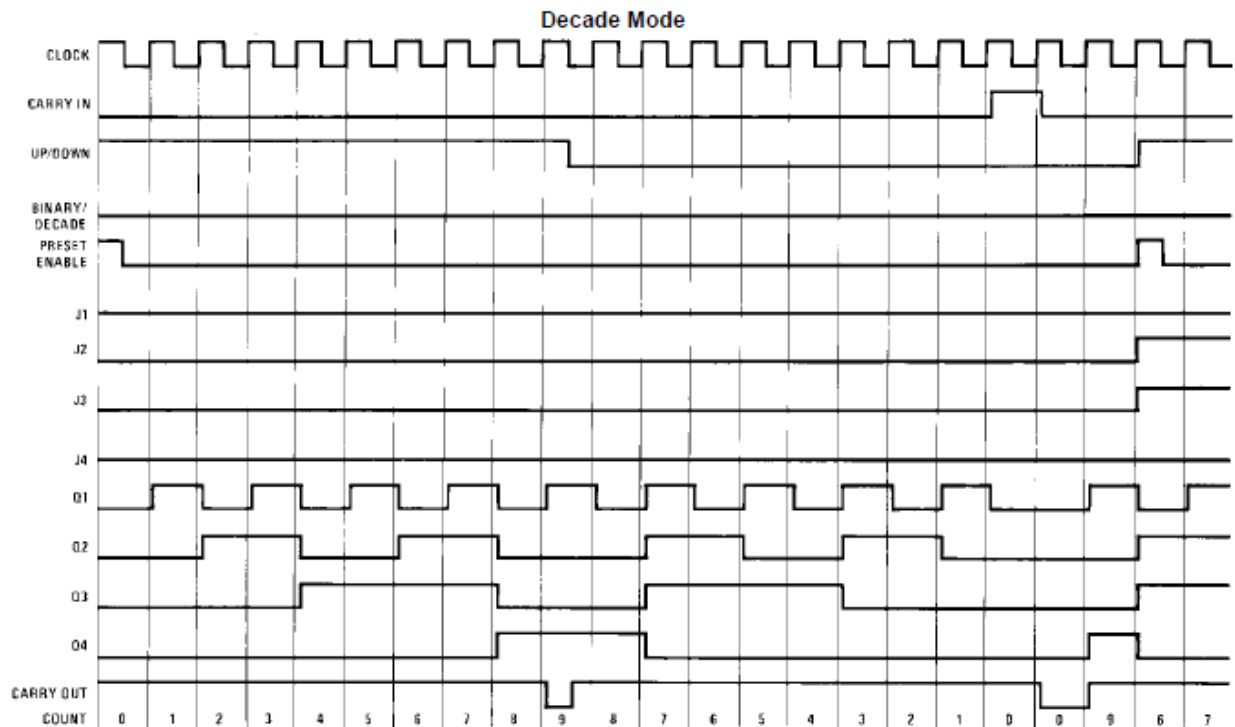 Decade Mode
CLOCK
CARRY IN
UP/DOWN
BINARY/
DECADE
PRESET
ENABLE
J1
J2
J3
J4
Q1
Q2
Q3
Q4
CARRY OUT
COUNT 0 1 2 3 4 5 6 7 8 9 8 7 6 5 4 3 2 1 0 0 9 6 7